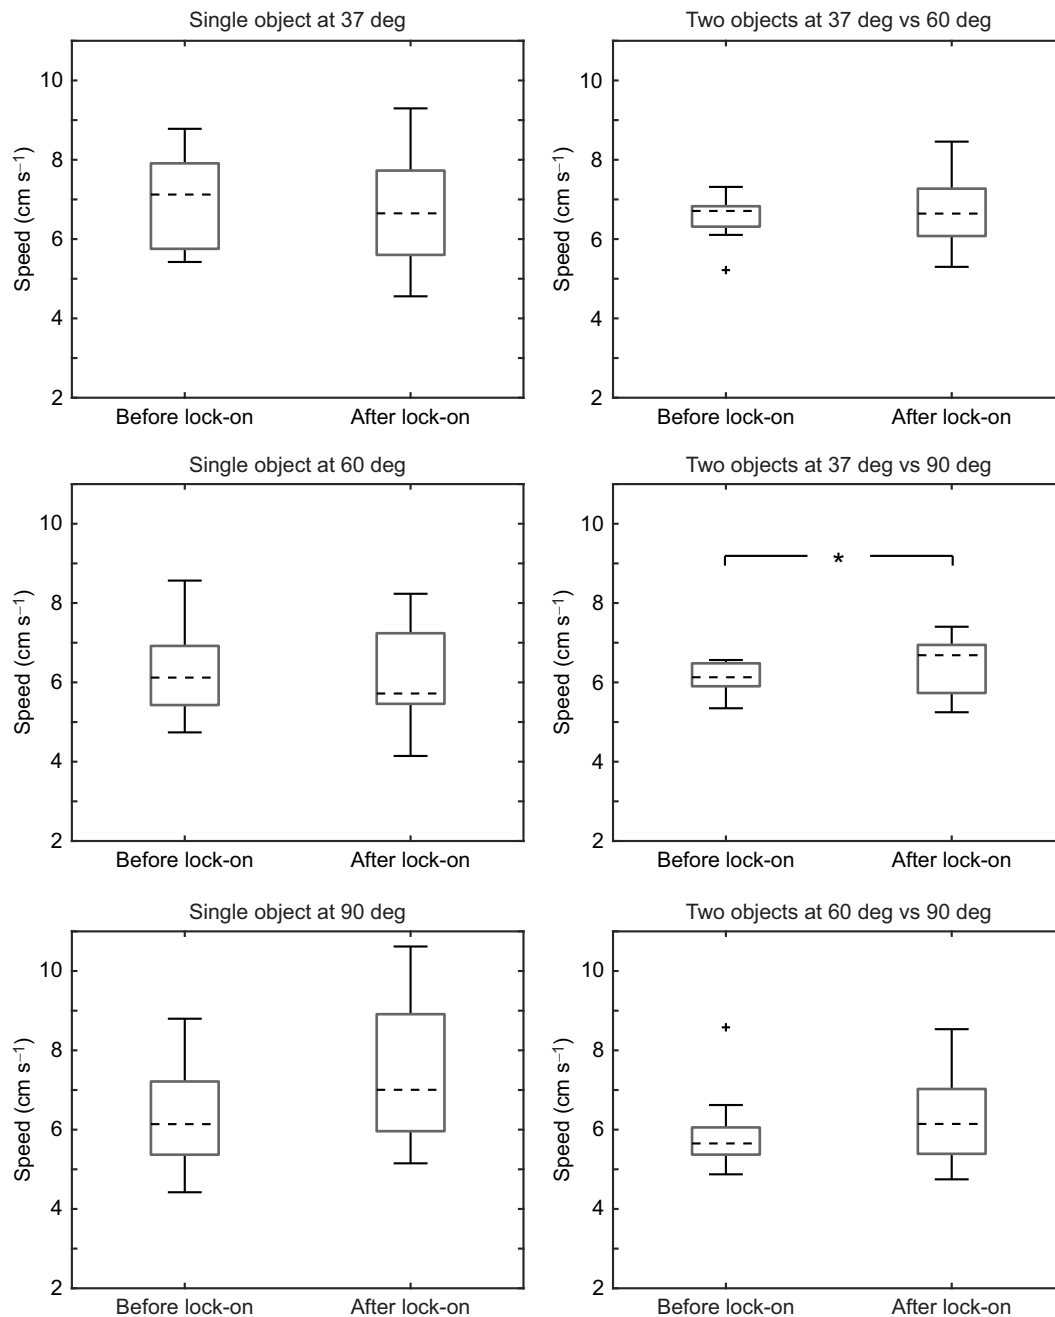 Single object at 37 deg
Speed (cm s⁻¹)
10
8
6
4
2
Before lock-on After lock-on
Two objects at 37 deg vs 60 deg
Speed (cm s⁻¹)
10
8
6
4
2
+
Before lock-on After lock-on
Single object at 60 deg
Speed (cm s⁻¹)
10
8
6
4
2
Before lock-on After lock-on
Two objects at 37 deg vs 90 deg
Speed (cm s⁻¹)
10
8
6
4
2
*
Before lock-on After lock-on
Single object at 90 deg
Speed (cm s⁻¹)
10
8
6
4
2
Before lock-on After lock-on
Two objects at 60 deg vs 90 deg
Speed (cm s⁻¹)
10
8
6
4
2
+
Before lock-on After lock-on